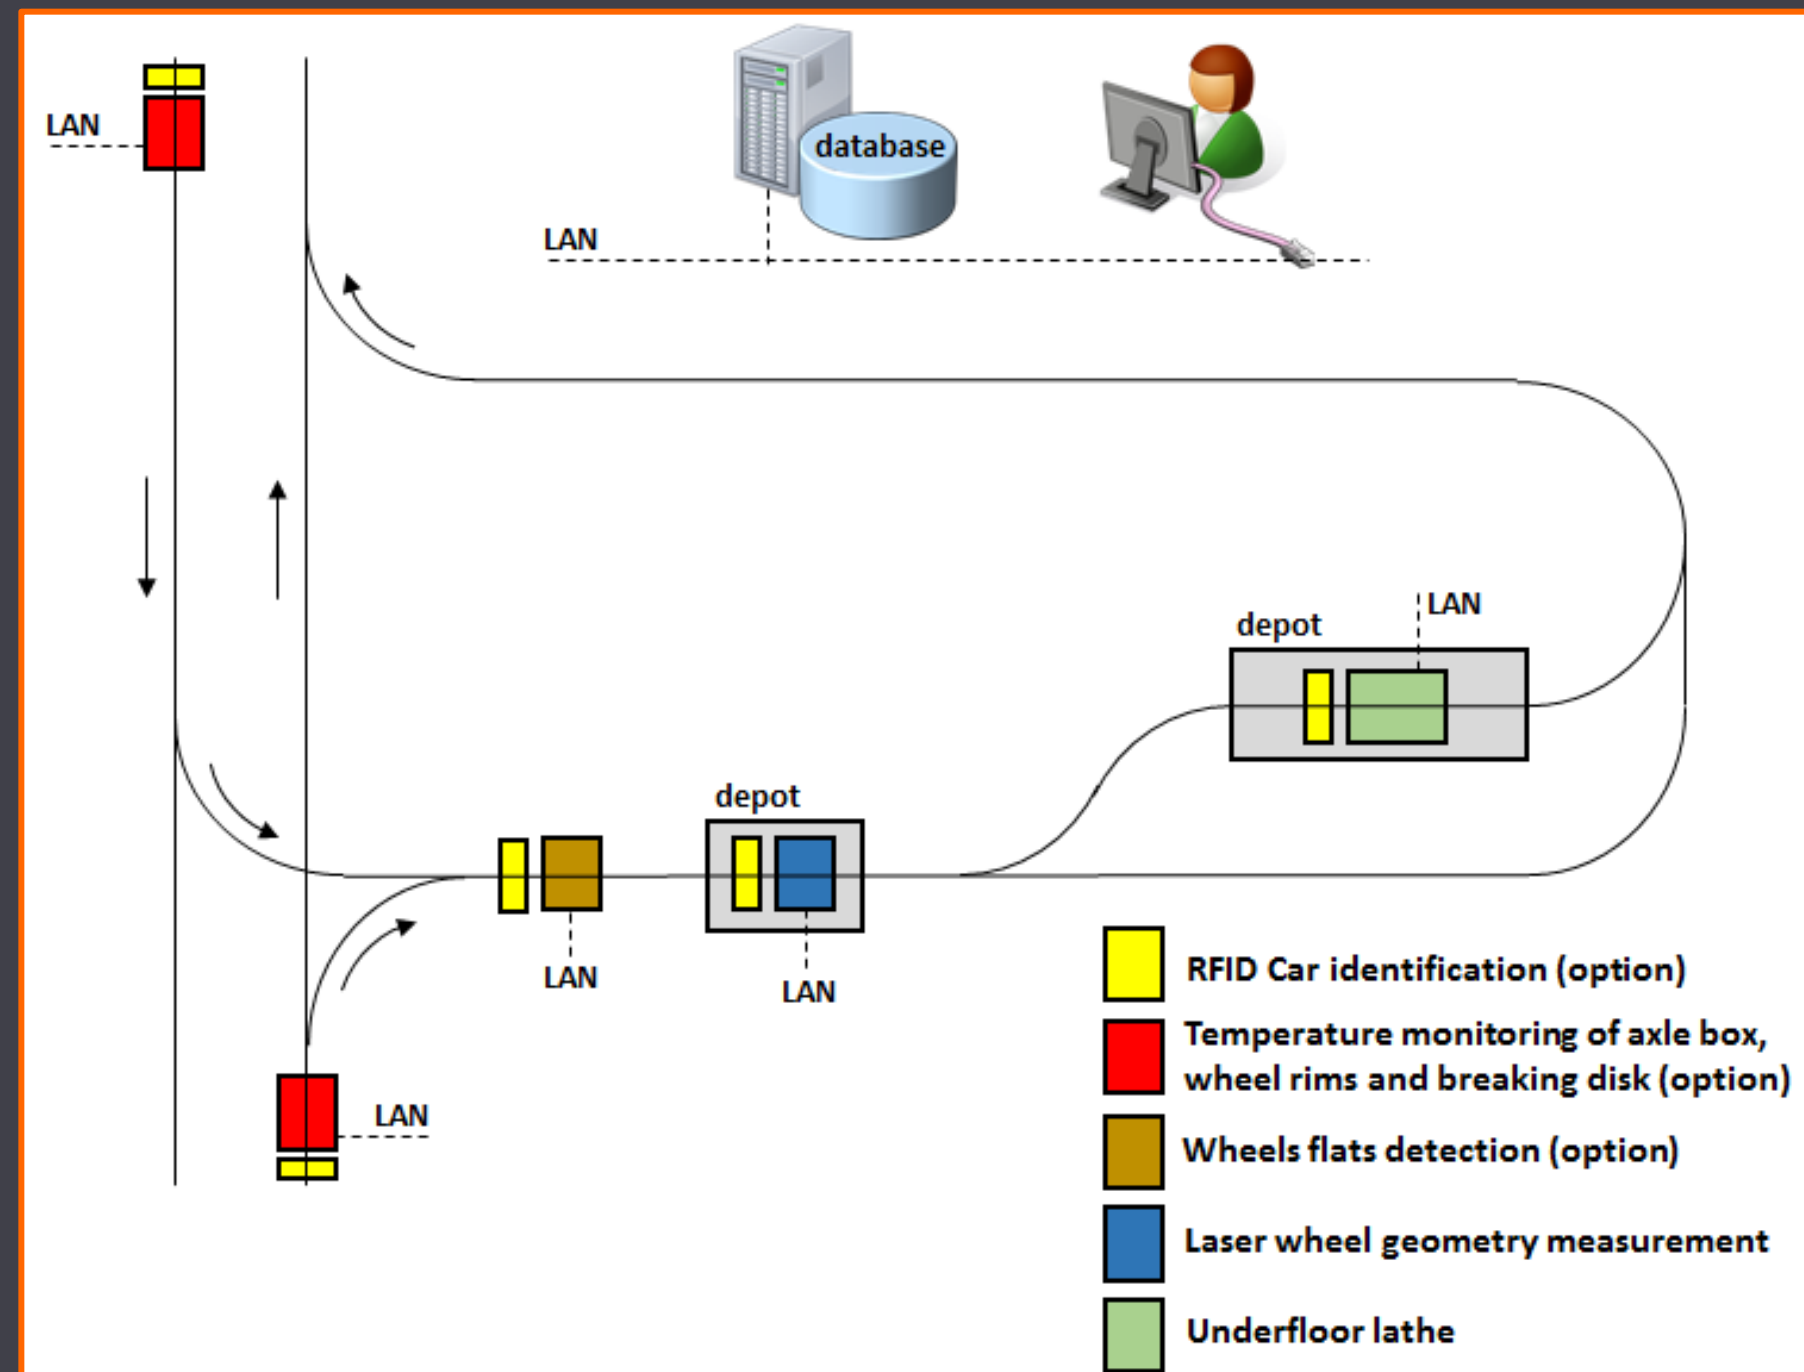 LAN
database
LAN
LAN
depot
depot
LAN
LAN
LAN
RFID Car identification (option)
Temperature monitoring of axle box,
wheel rims and breaking disk (option)
Wheels flats detection (option)
Laser wheel geometry measurement
Underfloor lathe